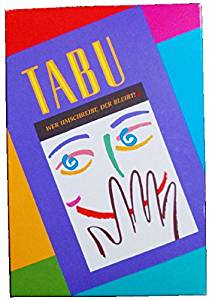 TABU
WER UMSCHREIBT, DER BLEIBT!